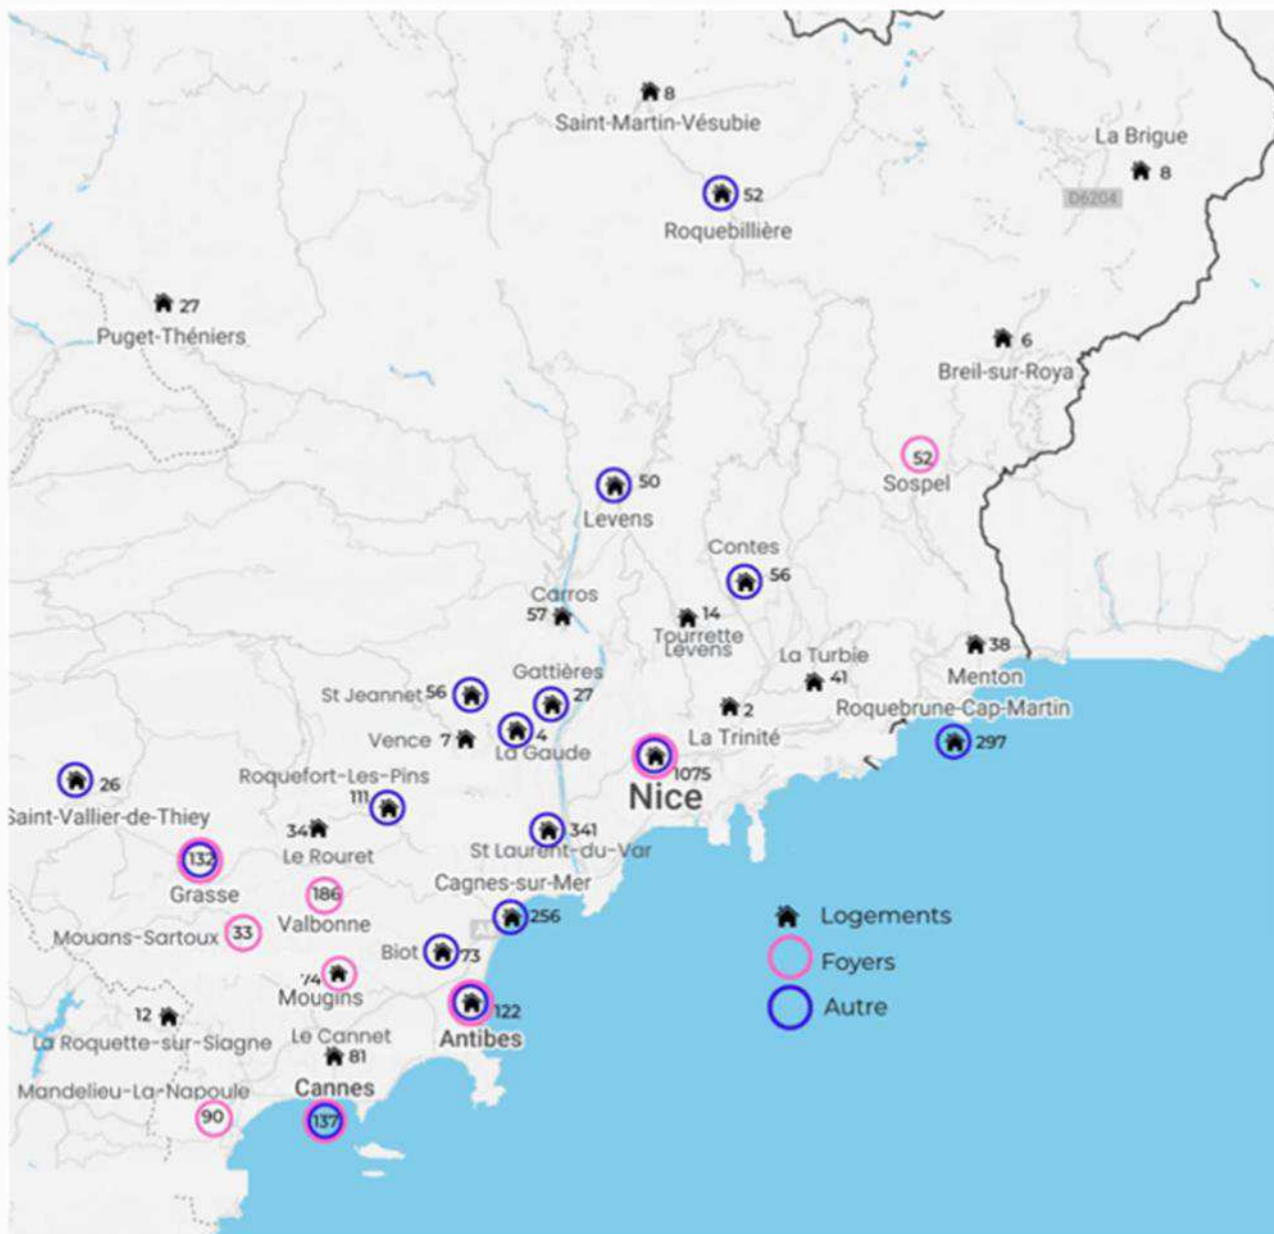 8
Saint-Martin-Vésubie
La Brigue
8
D6204
52
Roquebillière
27
Puget-Théniers
6
Breil-sur-Roya
52
Sospel
50
Levens
Contes
56
Carros
57
14
Tourrette
Levens
La Turbie
41
38
Menton
Gattières
27
St Jeannet 56
Roquebrune-Cap-Martin
297
2
La Trinité
Vence 7
4
La Gaude
1075
Nice
26
Saint-Vallier-de-Thiey
Roquefort-Les-Pins
111
34
Le Rouret
341
St Laurent-du-Var
132
Grasse
186
Valbonne
Cagnes-sur-Mer
256
Mouans-Sartoux 33
Biot 73
74
Mougins
122
Antibes
12
La Roquette-sur-Siagne
Le Cannet
81
Mandelieu-La-Napoule
90
Cannes
137
Logements
Foyers
Autre